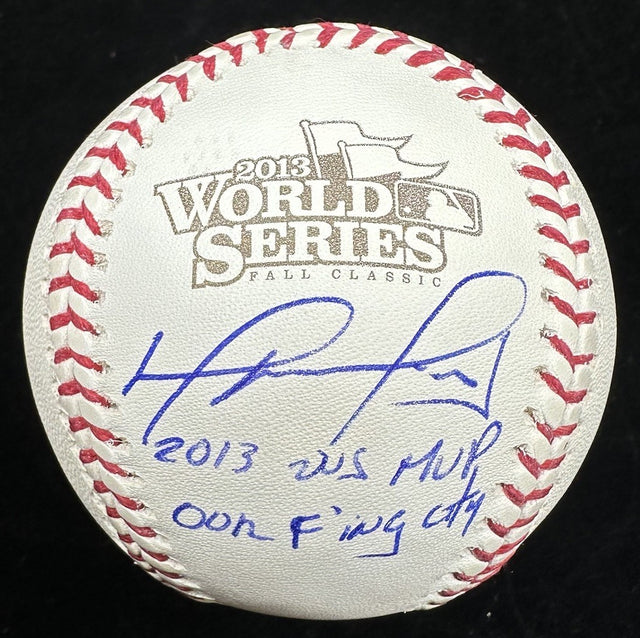 2013
WORLD
SERIES
FALL CLASSIC
2013 WS MVP
OUR F'ING CITY